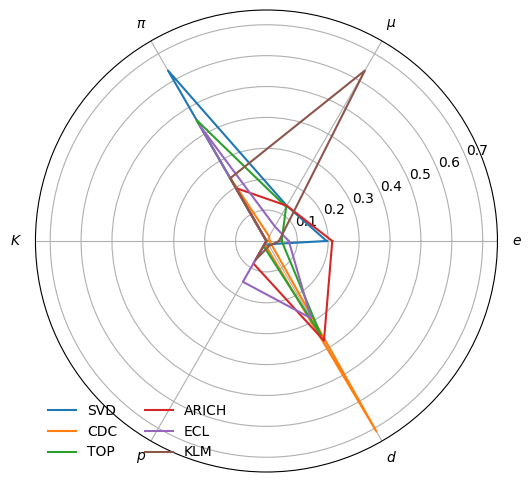 π
μ
0.7
0.6
0.5
0.4
0.3
0.2
0.1
K
e
SVD ARICH
CDC ECL
TOP KLM
p
d